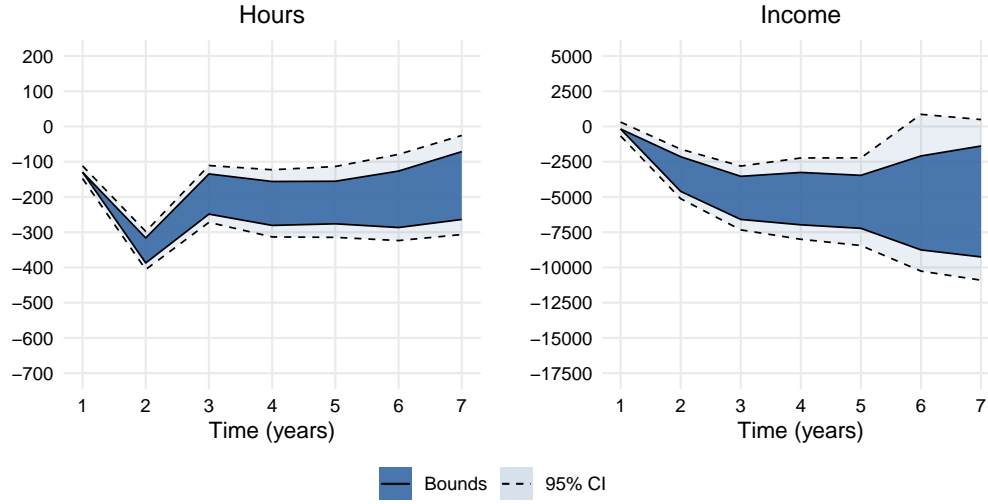 Hours
200
100
0
−100
−200
−300
−400
−500
−600
−700
1 2 3 4 5 6 7
Time (years)
Income
5000
2500
0
−2500
−5000
−7500
−10000
−12500
−15000
−17500
1 2 3 4 5 6 7
Time (years)
Bounds 95% CI